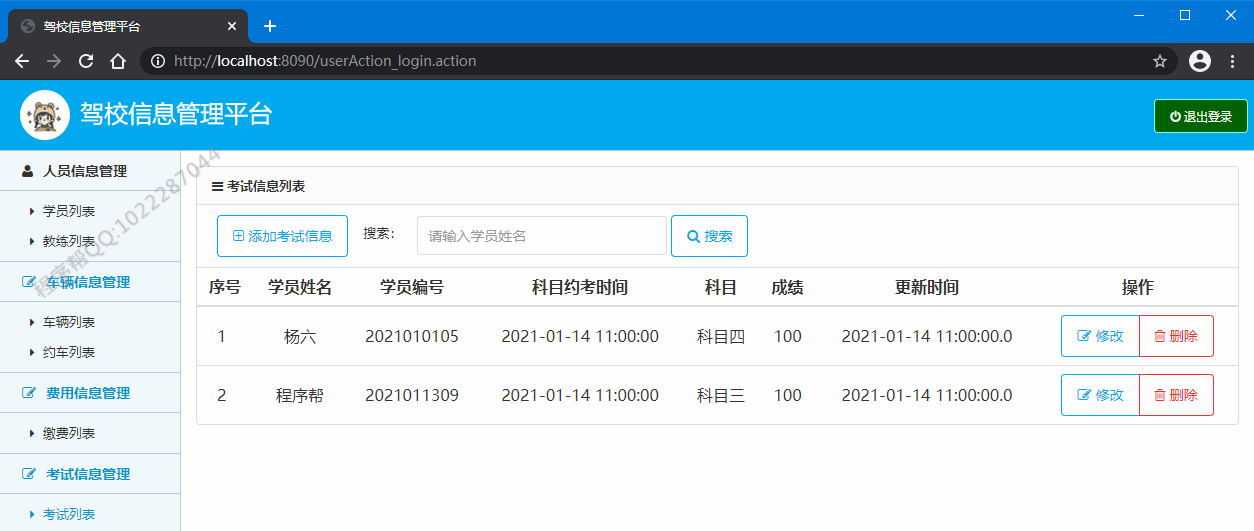 驾校信息管理平台
http://localhost:8090/userAction_login.action
驾校信息管理平台
退出登录
人员信息管理
学员列表
教练列表
车辆信息管理
车辆列表
约车列表
费用信息管理
缴费列表
考试信息管理
考试列表
程序帮QQ:1022287044
考试信息列表
添加考试信息 搜索: 请输入学员姓名 搜索
序号 学员姓名 学员编号 科目约考时间 科目 成绩 更新时间 操作
1 杨六 2021010105 2021-01-14 11:00:00 科目四 100 2021-01-14 11:00:00.0 修改 删除
2 程序帮 2021011309 2021-01-14 11:00:00 科目三 100 2021-01-14 11:00:00.0 修改 删除